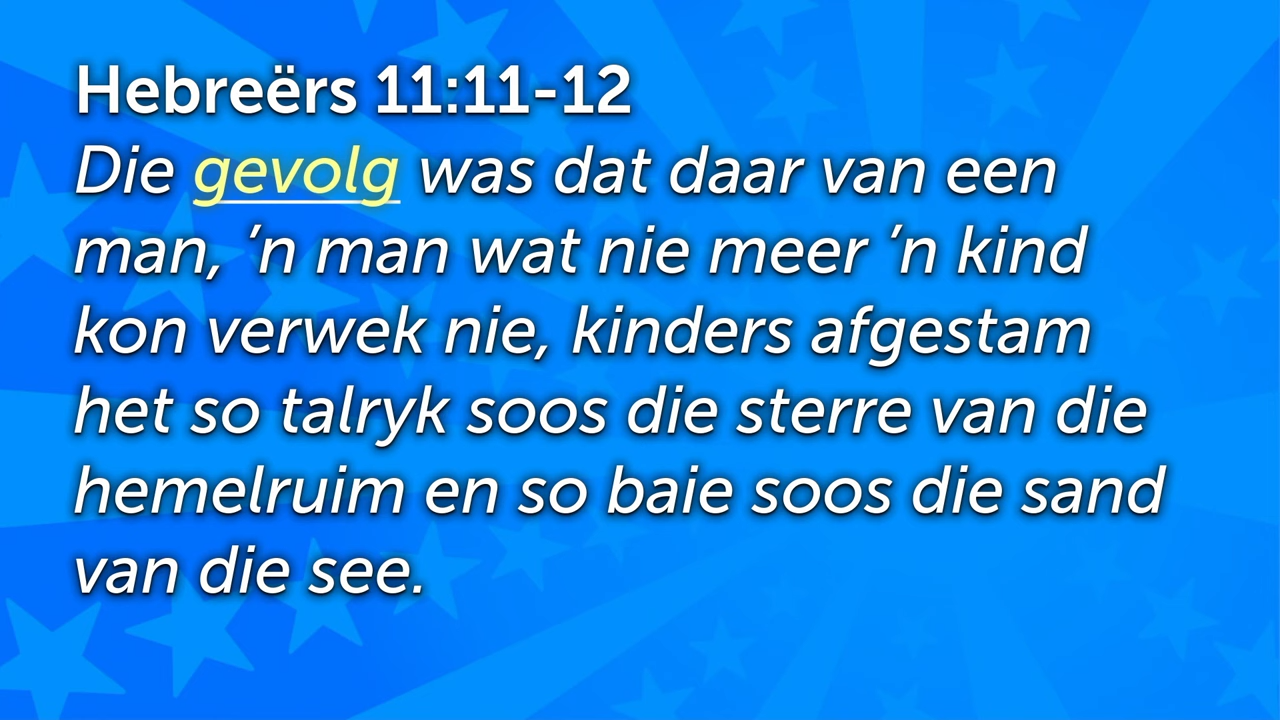 Hebreërs 11:11-12
Die gevolg was dat daar van een
man, ’n man wat nie meer ’n kind
kon verwek nie, kinders afgestam
het so talryk soos die sterre van die
hemelruim en so baie soos die sand
van die see.